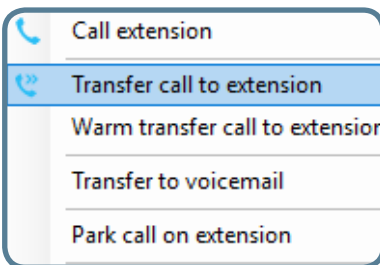 Call extension
Transfer call to extension
Warm transfer call to extension
Transfer to voicemail
Park call on extension